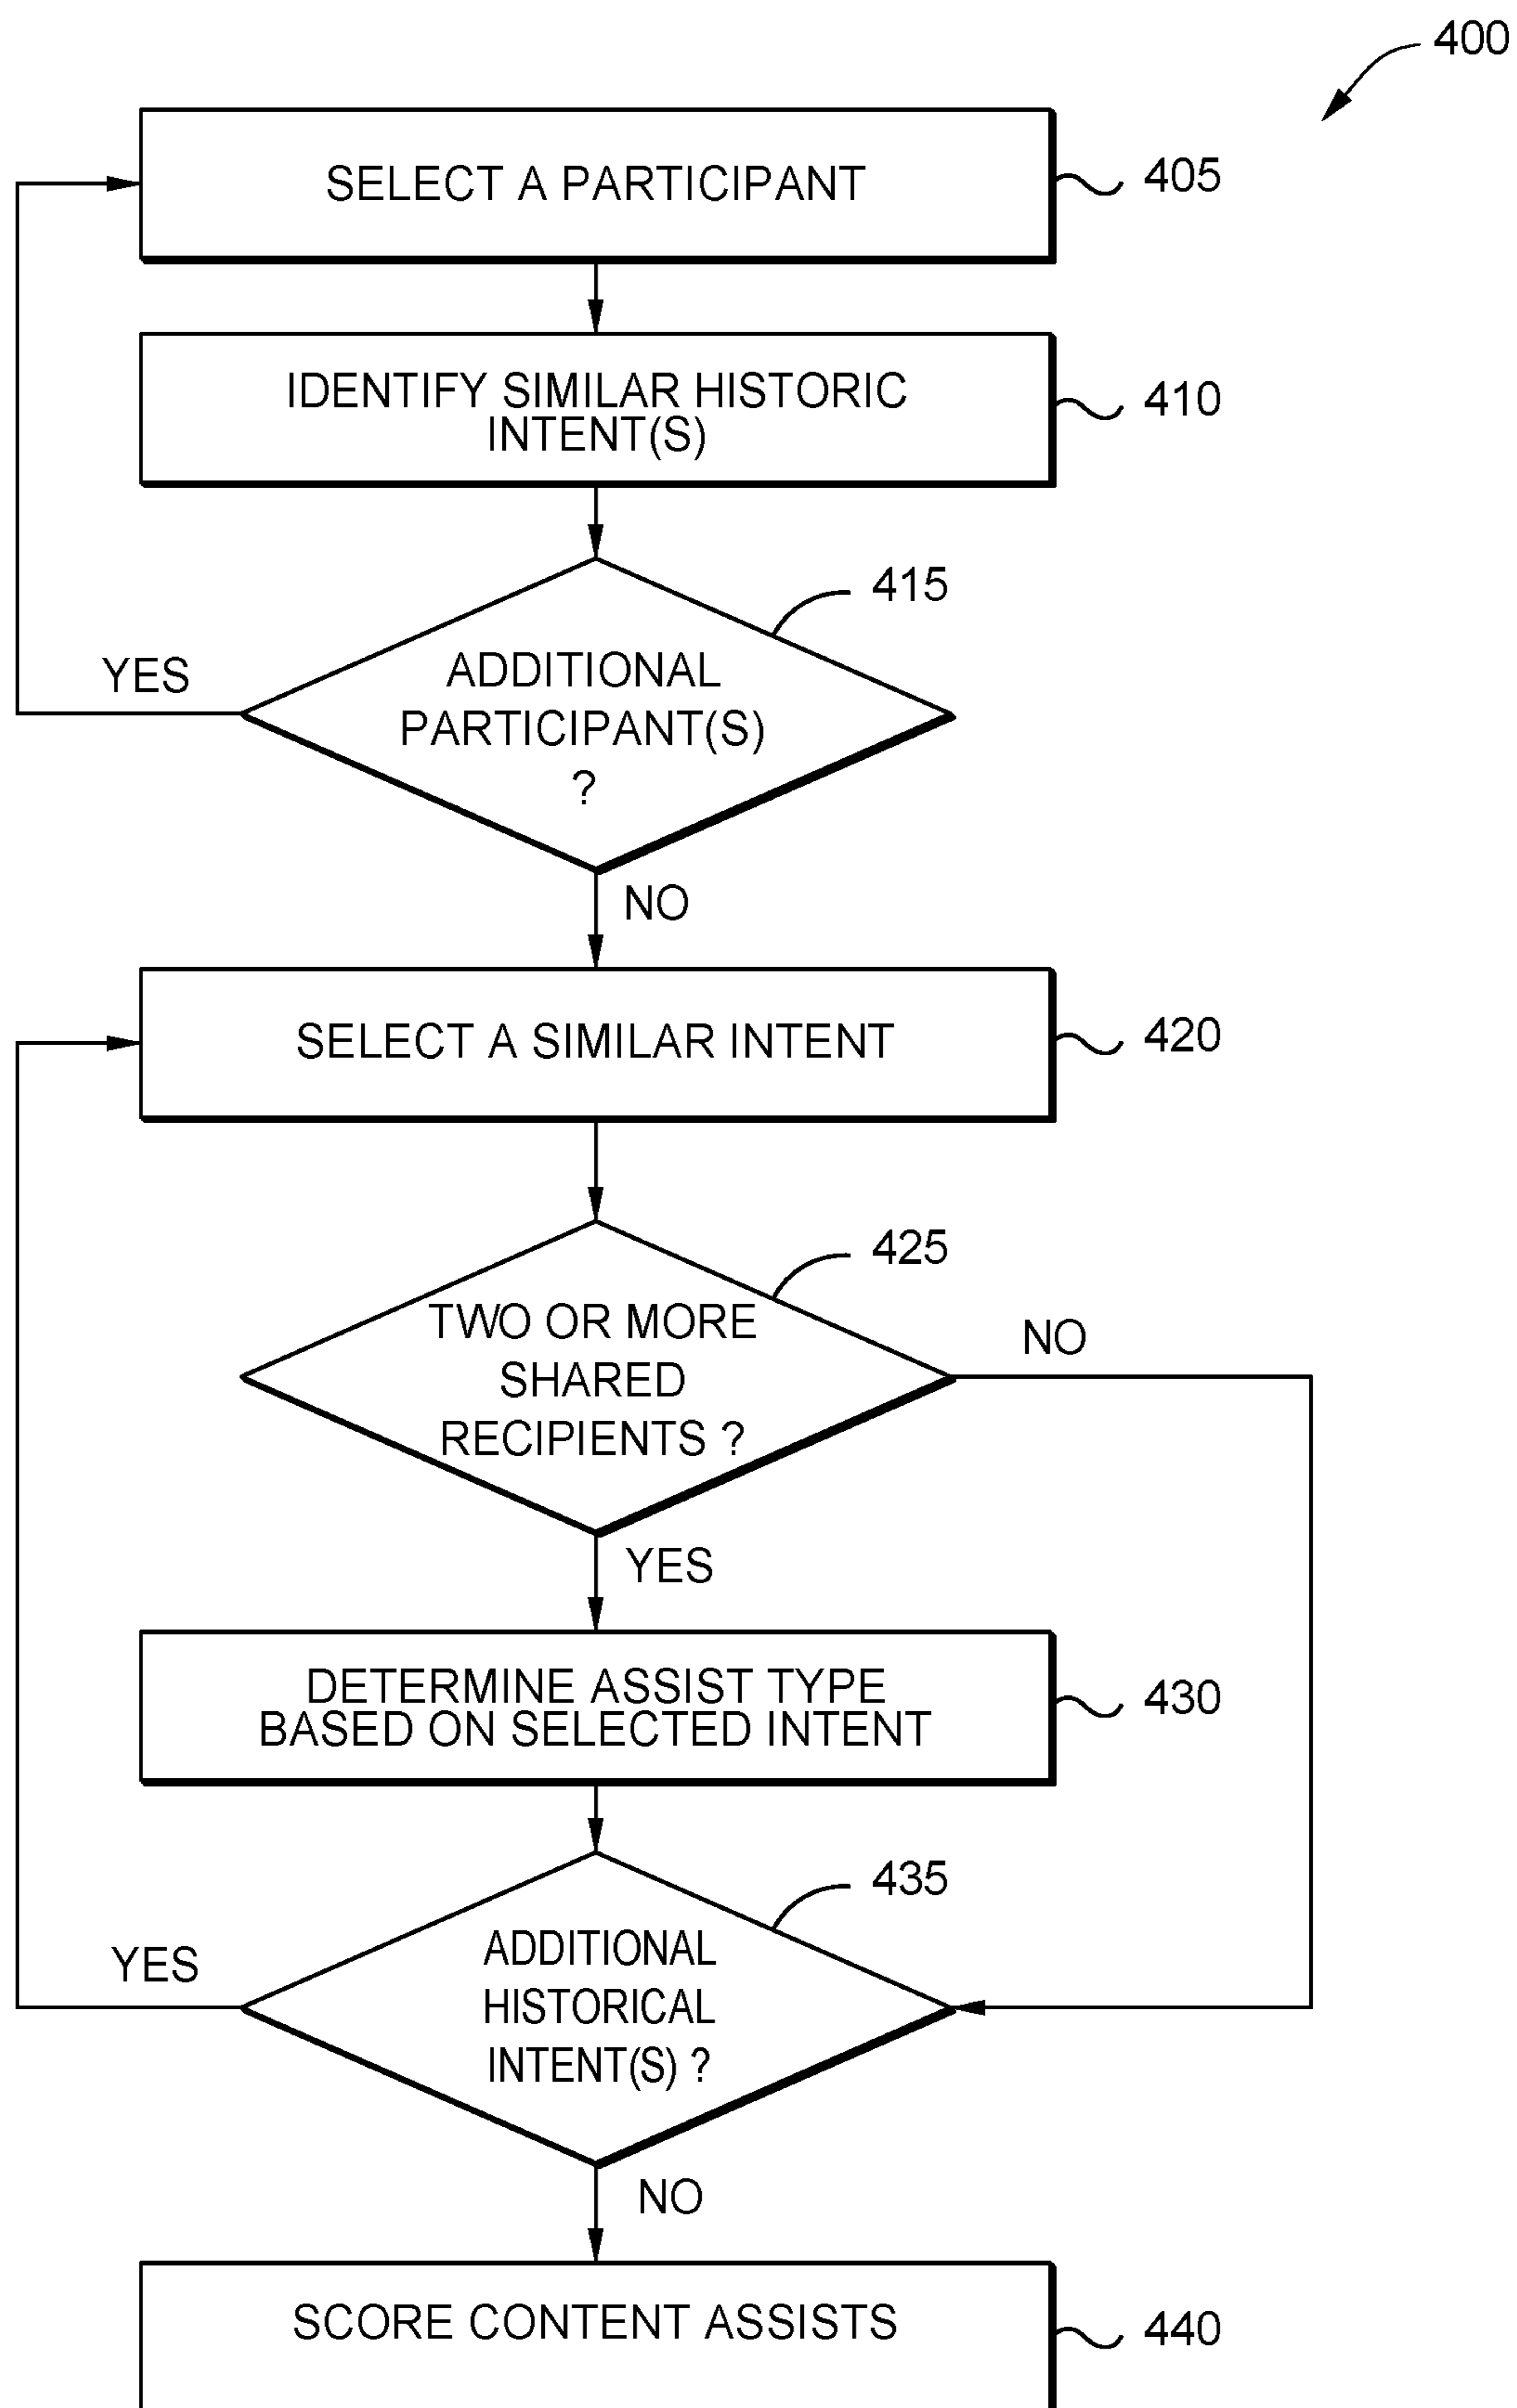 400
SELECT A PARTICIPANT
405
IDENTIFY SIMILAR HISTORIC
INTENT(S)
410
415
ADDITIONAL
PARTICIPANT(S)
?
YES
NO
SELECT A SIMILAR INTENT
420
425
TWO OR MORE
SHARED
RECIPIENTS ?
NO
YES
DETERMINE ASSIST TYPE
BASED ON SELECTED INTENT
430
435
ADDITIONAL
HISTORICAL
INTENT(S) ?
YES
NO
SCORE CONTENT ASSISTS
440